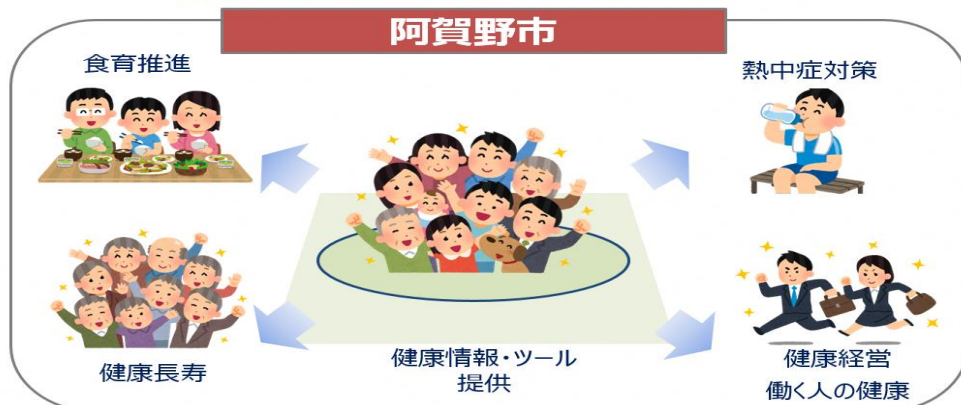 阿賀野市
食育推進
熱中症対策
健康長寿
健康情報・ツール
提供
健康経営
働く人の健康